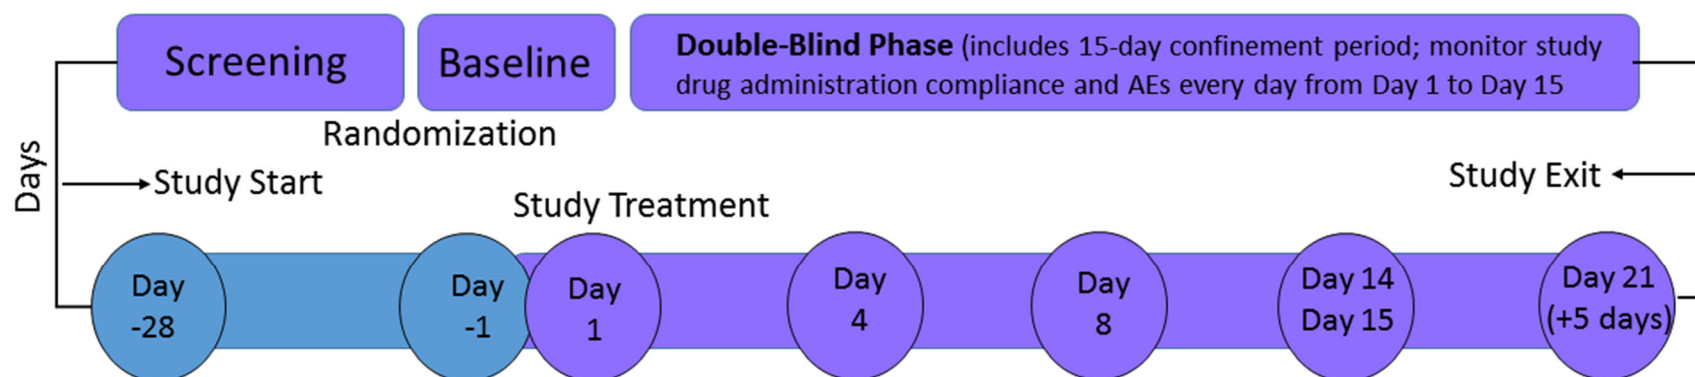 Screening
Baseline
Double-Blind Phase (includes 15-day confinement period; monitor study
drug administration compliance and AEs every day from Day 1 to Day 15
Randomization
Days
Study Start
Study Exit
Study Treatment
Day
-28
Day
-1
Day
1
Day
4
Day
8
Day 14
Day 15
Day 21
(+5 days)